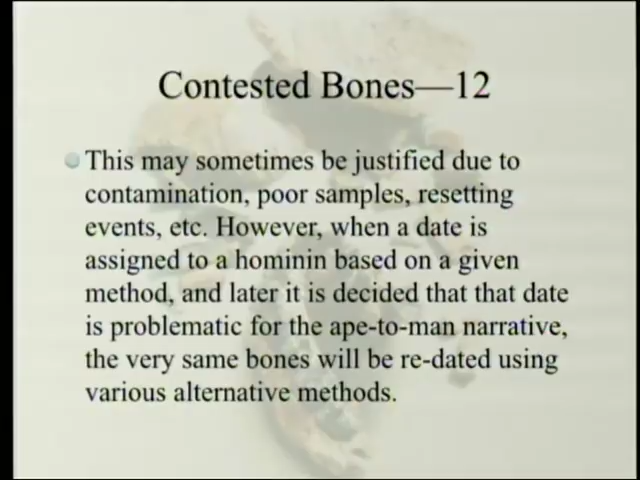 Contested Bones—12
This may sometimes be justified due to
contamination, poor samples, resetting
events, etc. However, when a date is
assigned to a hominin based on a given
method, and later it is decided that that date
is problematic for the ape-to-man narrative,
the very same bones will be re-dated using
various alternative methods.